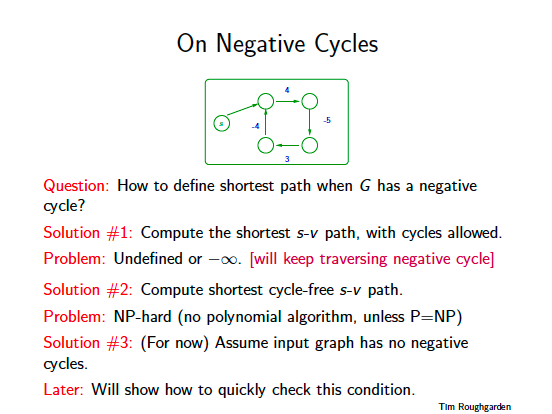 On Negative Cycles
4
s
-4
-5
3
Question: How to define shortest path when G has a negative
cycle?
Solution #1: Compute the shortest s-v path, with cycles allowed.
Problem: Undefined or −∞. [will keep traversing negative cycle]
Solution #2: Compute shortest cycle-free s-v path.
Problem: NP-hard (no polynomial algorithm, unless P=NP)
Solution #3: (For now) Assume input graph has no negative
cycles.
Later: Will show how to quickly check this condition.
Tim Roughgarden